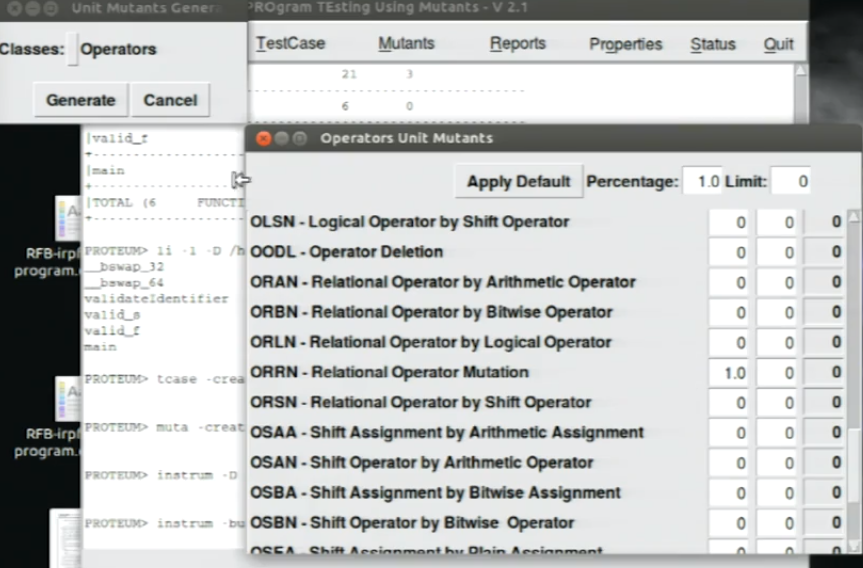 Unit Mutants Genera
PROgram TEsting Using Mutants - V 2.1
Classes: Operators
TestCase Mutants Reports Properties Status Quit
Generate Cancel
21 3
6 0
|valid_f
|main
|TOTAL (6 FUNCTI
PROTEUM> li -l -D /h
__bswap_32
__bswap_64
validateIdentifier
valid_s
valid_f
main
PROTEUM> tcase -crea
PROTEUM> muta -creat
PROTEUM> instrum -D
PROTEUM> instrum -bu
RFB-irpf
program.
RFB-irpf
program.
Operators Unit Mutants
Apply Default Percentage: 1.0 Limit: 0
OLSN - Logical Operator by Shift Operator 0 0 0
OODL - Operator Deletion 0 0 0
ORAN - Relational Operator by Arithmetic Operator 0 0 0
ORBN - Relational Operator by Bitwise Operator 0 0 0
ORLN - Relational Operator by Logical Operator 0 0 0
ORRN - Relational Operator Mutation 1.0 0 0
ORSN - Relational Operator by Shift Operator 0 0 0
OSAA - Shift Assignment by Arithmetic Assignment 0 0 0
OSAN - Shift Operator by Arithmetic Operator 0 0 0
OSBA - Shift Assignment by Bitwise Assignment 0 0 0
OSBN - Shift Operator by Bitwise Operator 0 0 0
OSEA - Shift Assignment by Plain Assignment 0 0 0